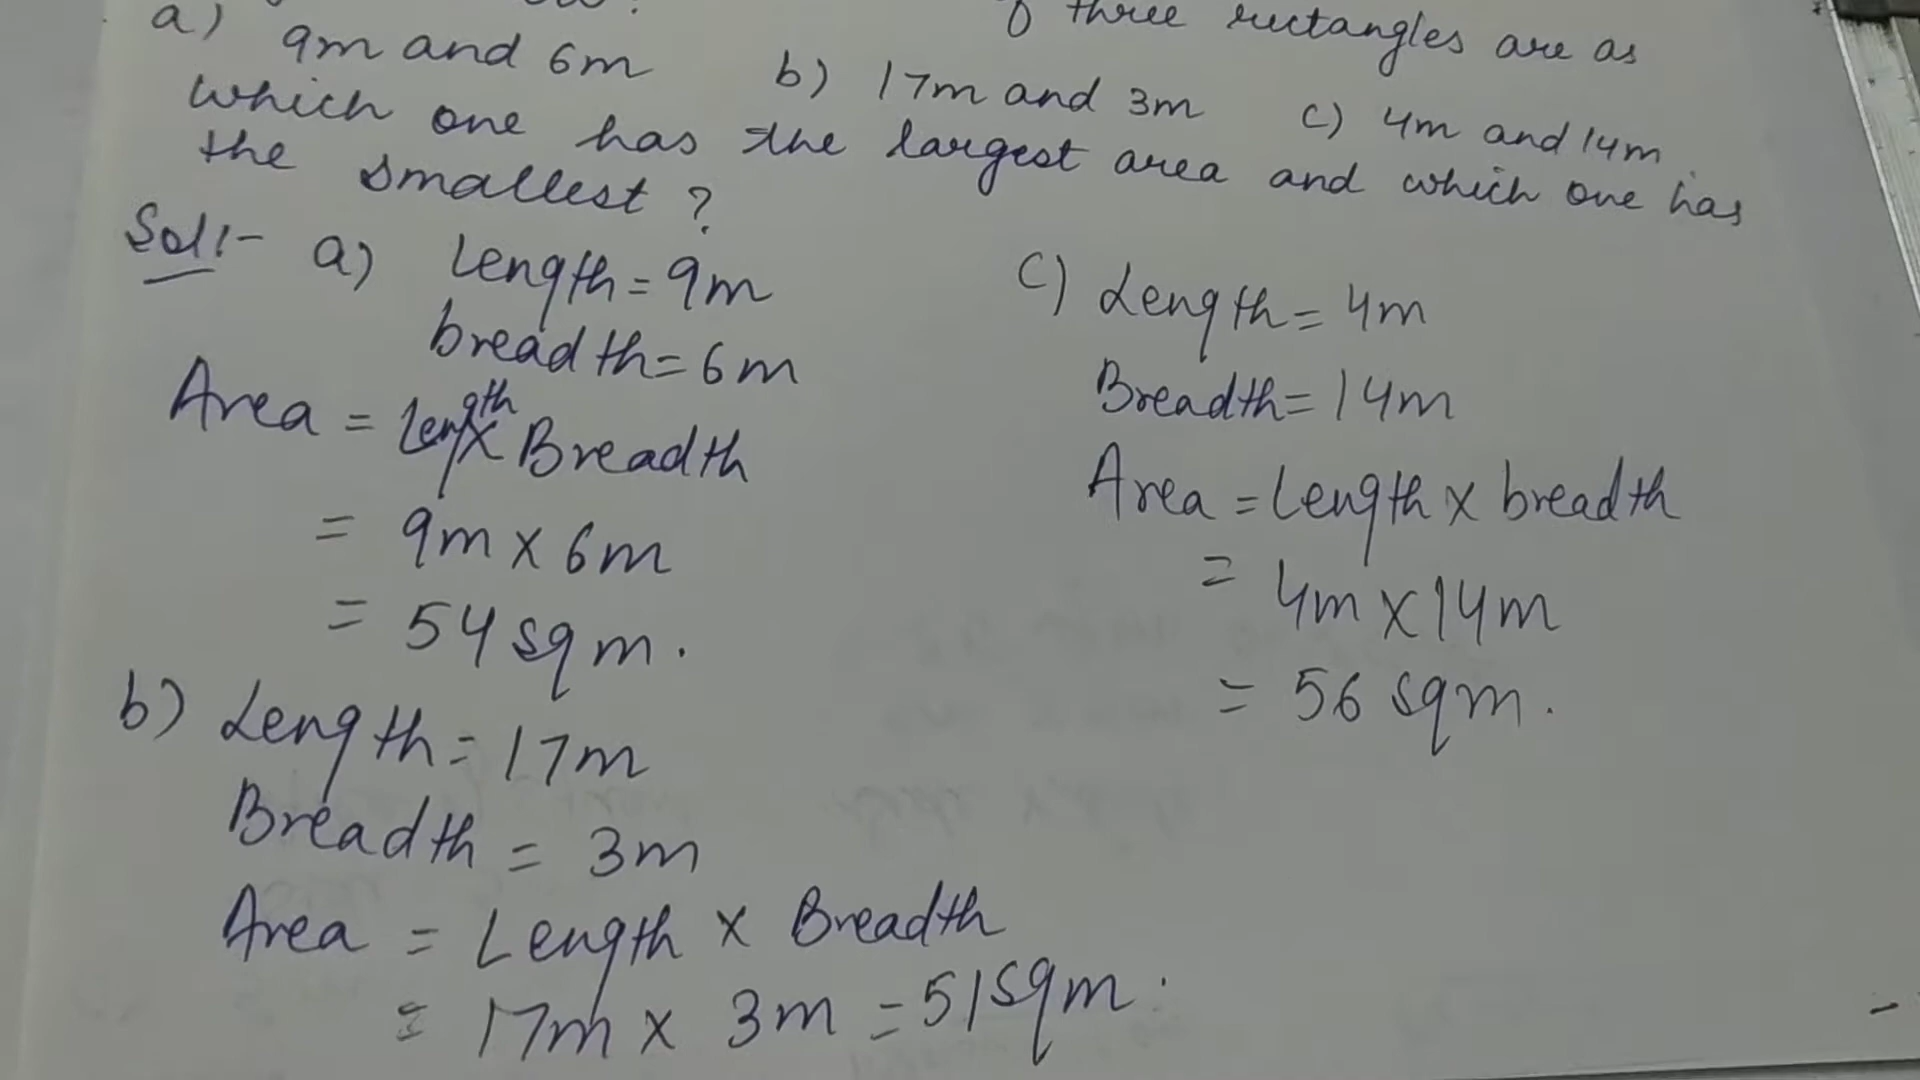 three rectangles are as
a) 9m and 6m b) 17m and 3m c) 4m and 14m
which one has the largest area and which one has
the smallest ?
Sol:- a) Length = 9m
breadth = 6m
Area = Length x Breadth
= 9m x 6m
= 54 sqm.
b) Length = 17m
Breadth = 3m
Area = Length x Breadth
= 17m x 3m = 51 sqm.
c) Length = 4m
Breadth = 14m
Area = Length x breadth
= 4m x 14m
= 56 sqm.